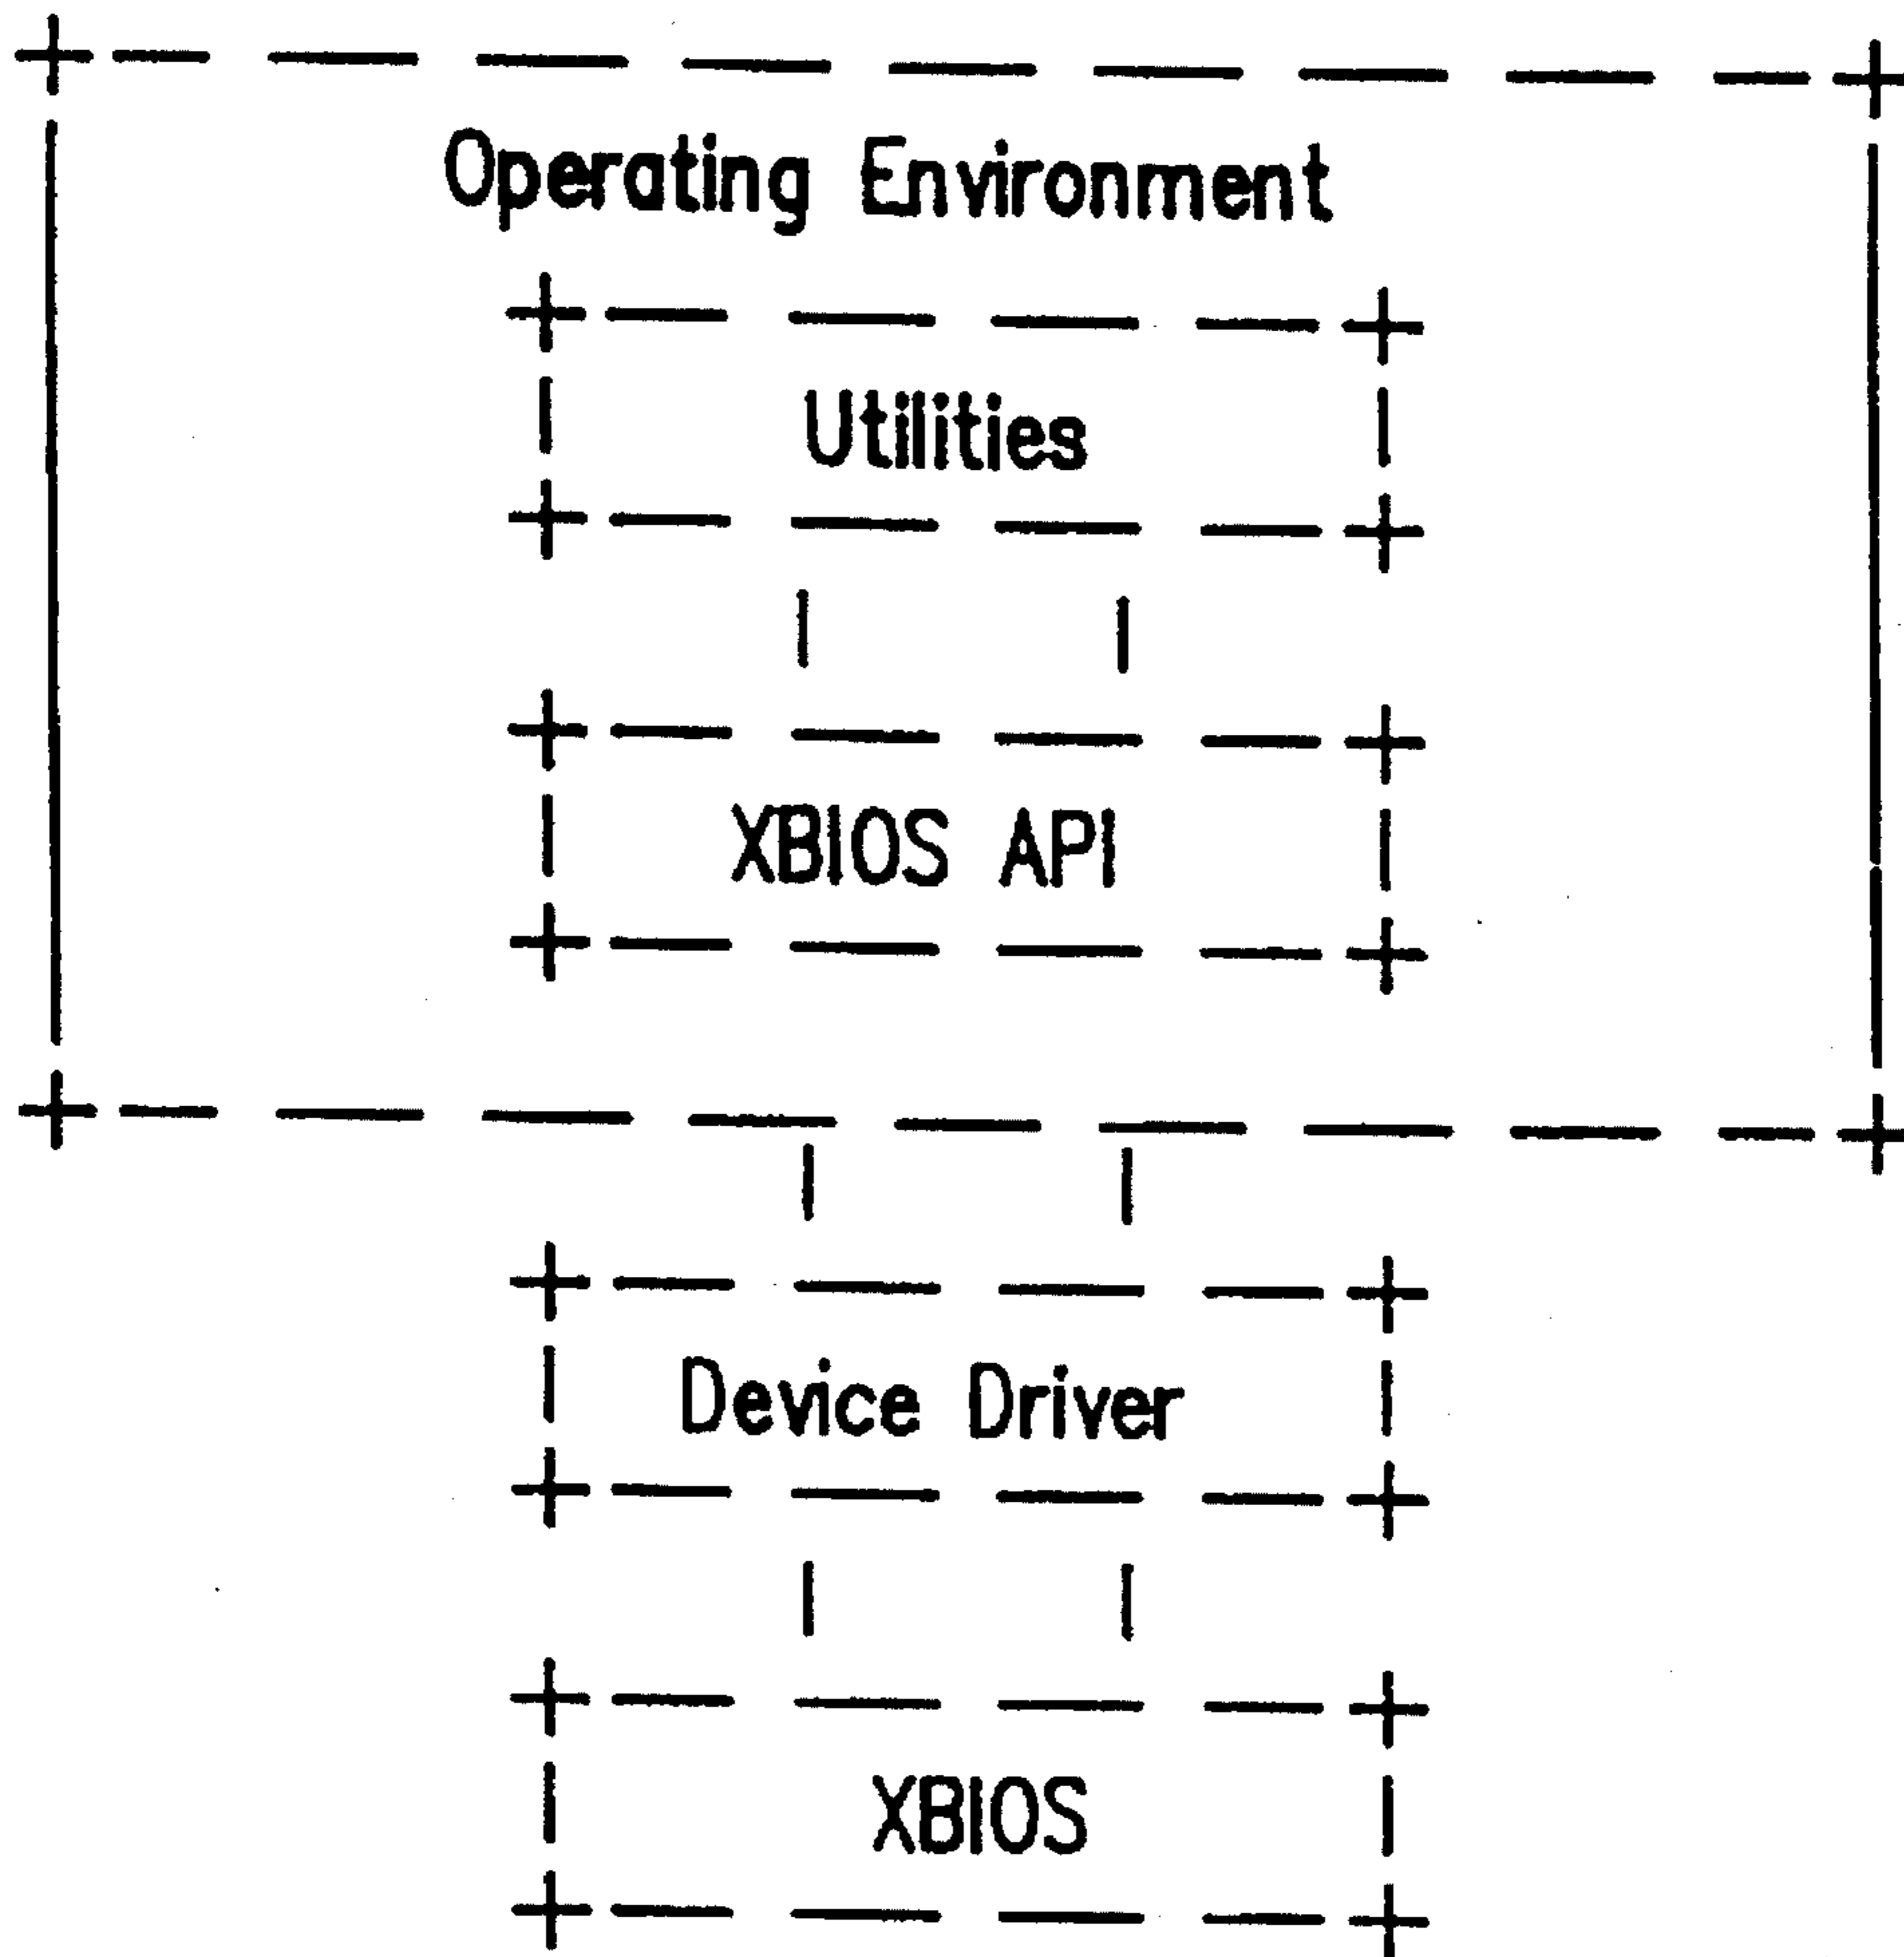 Operating Environment
Utilities
XBIOS API
Device Driver
XBIOS